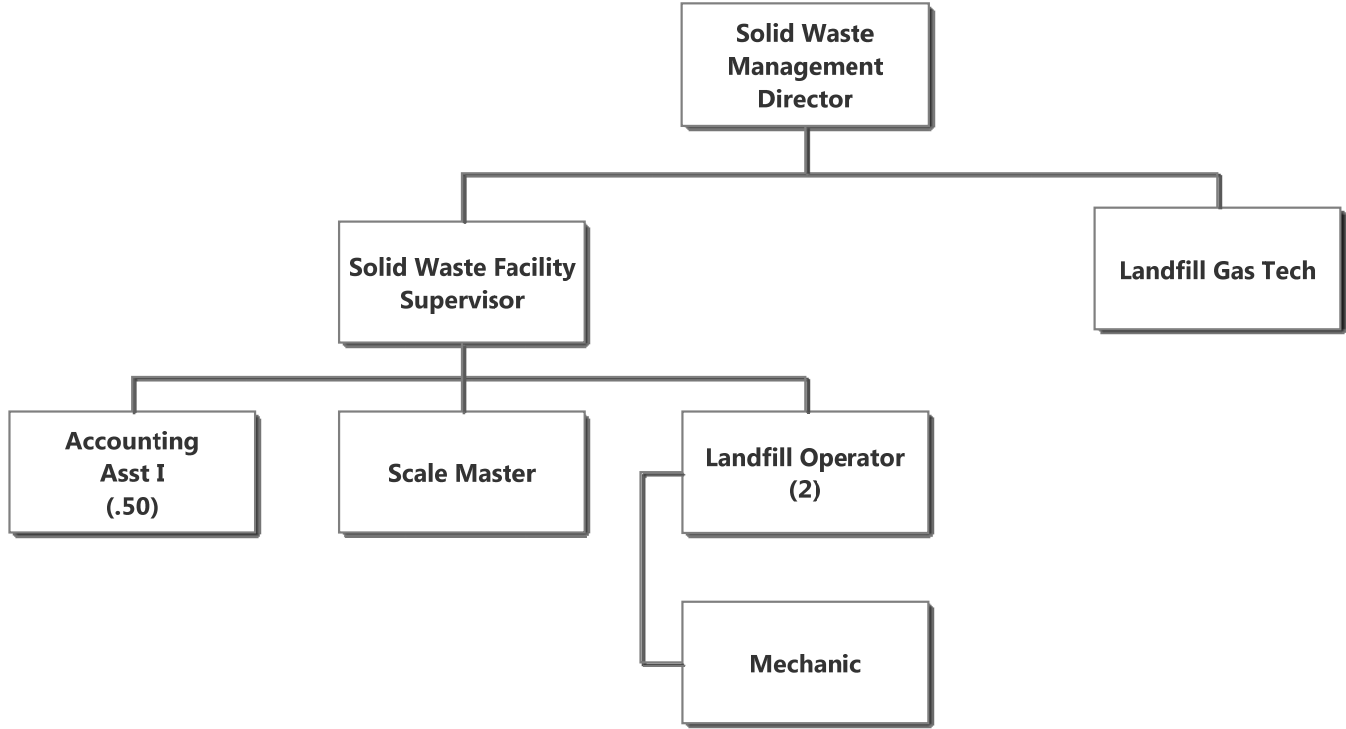 Solid Waste
Management
Director
Solid Waste Facility
Supervisor
Landfill Gas Tech
Accounting
Asst I
(.50)
Scale Master
Landfill Operator
(2)
Mechanic